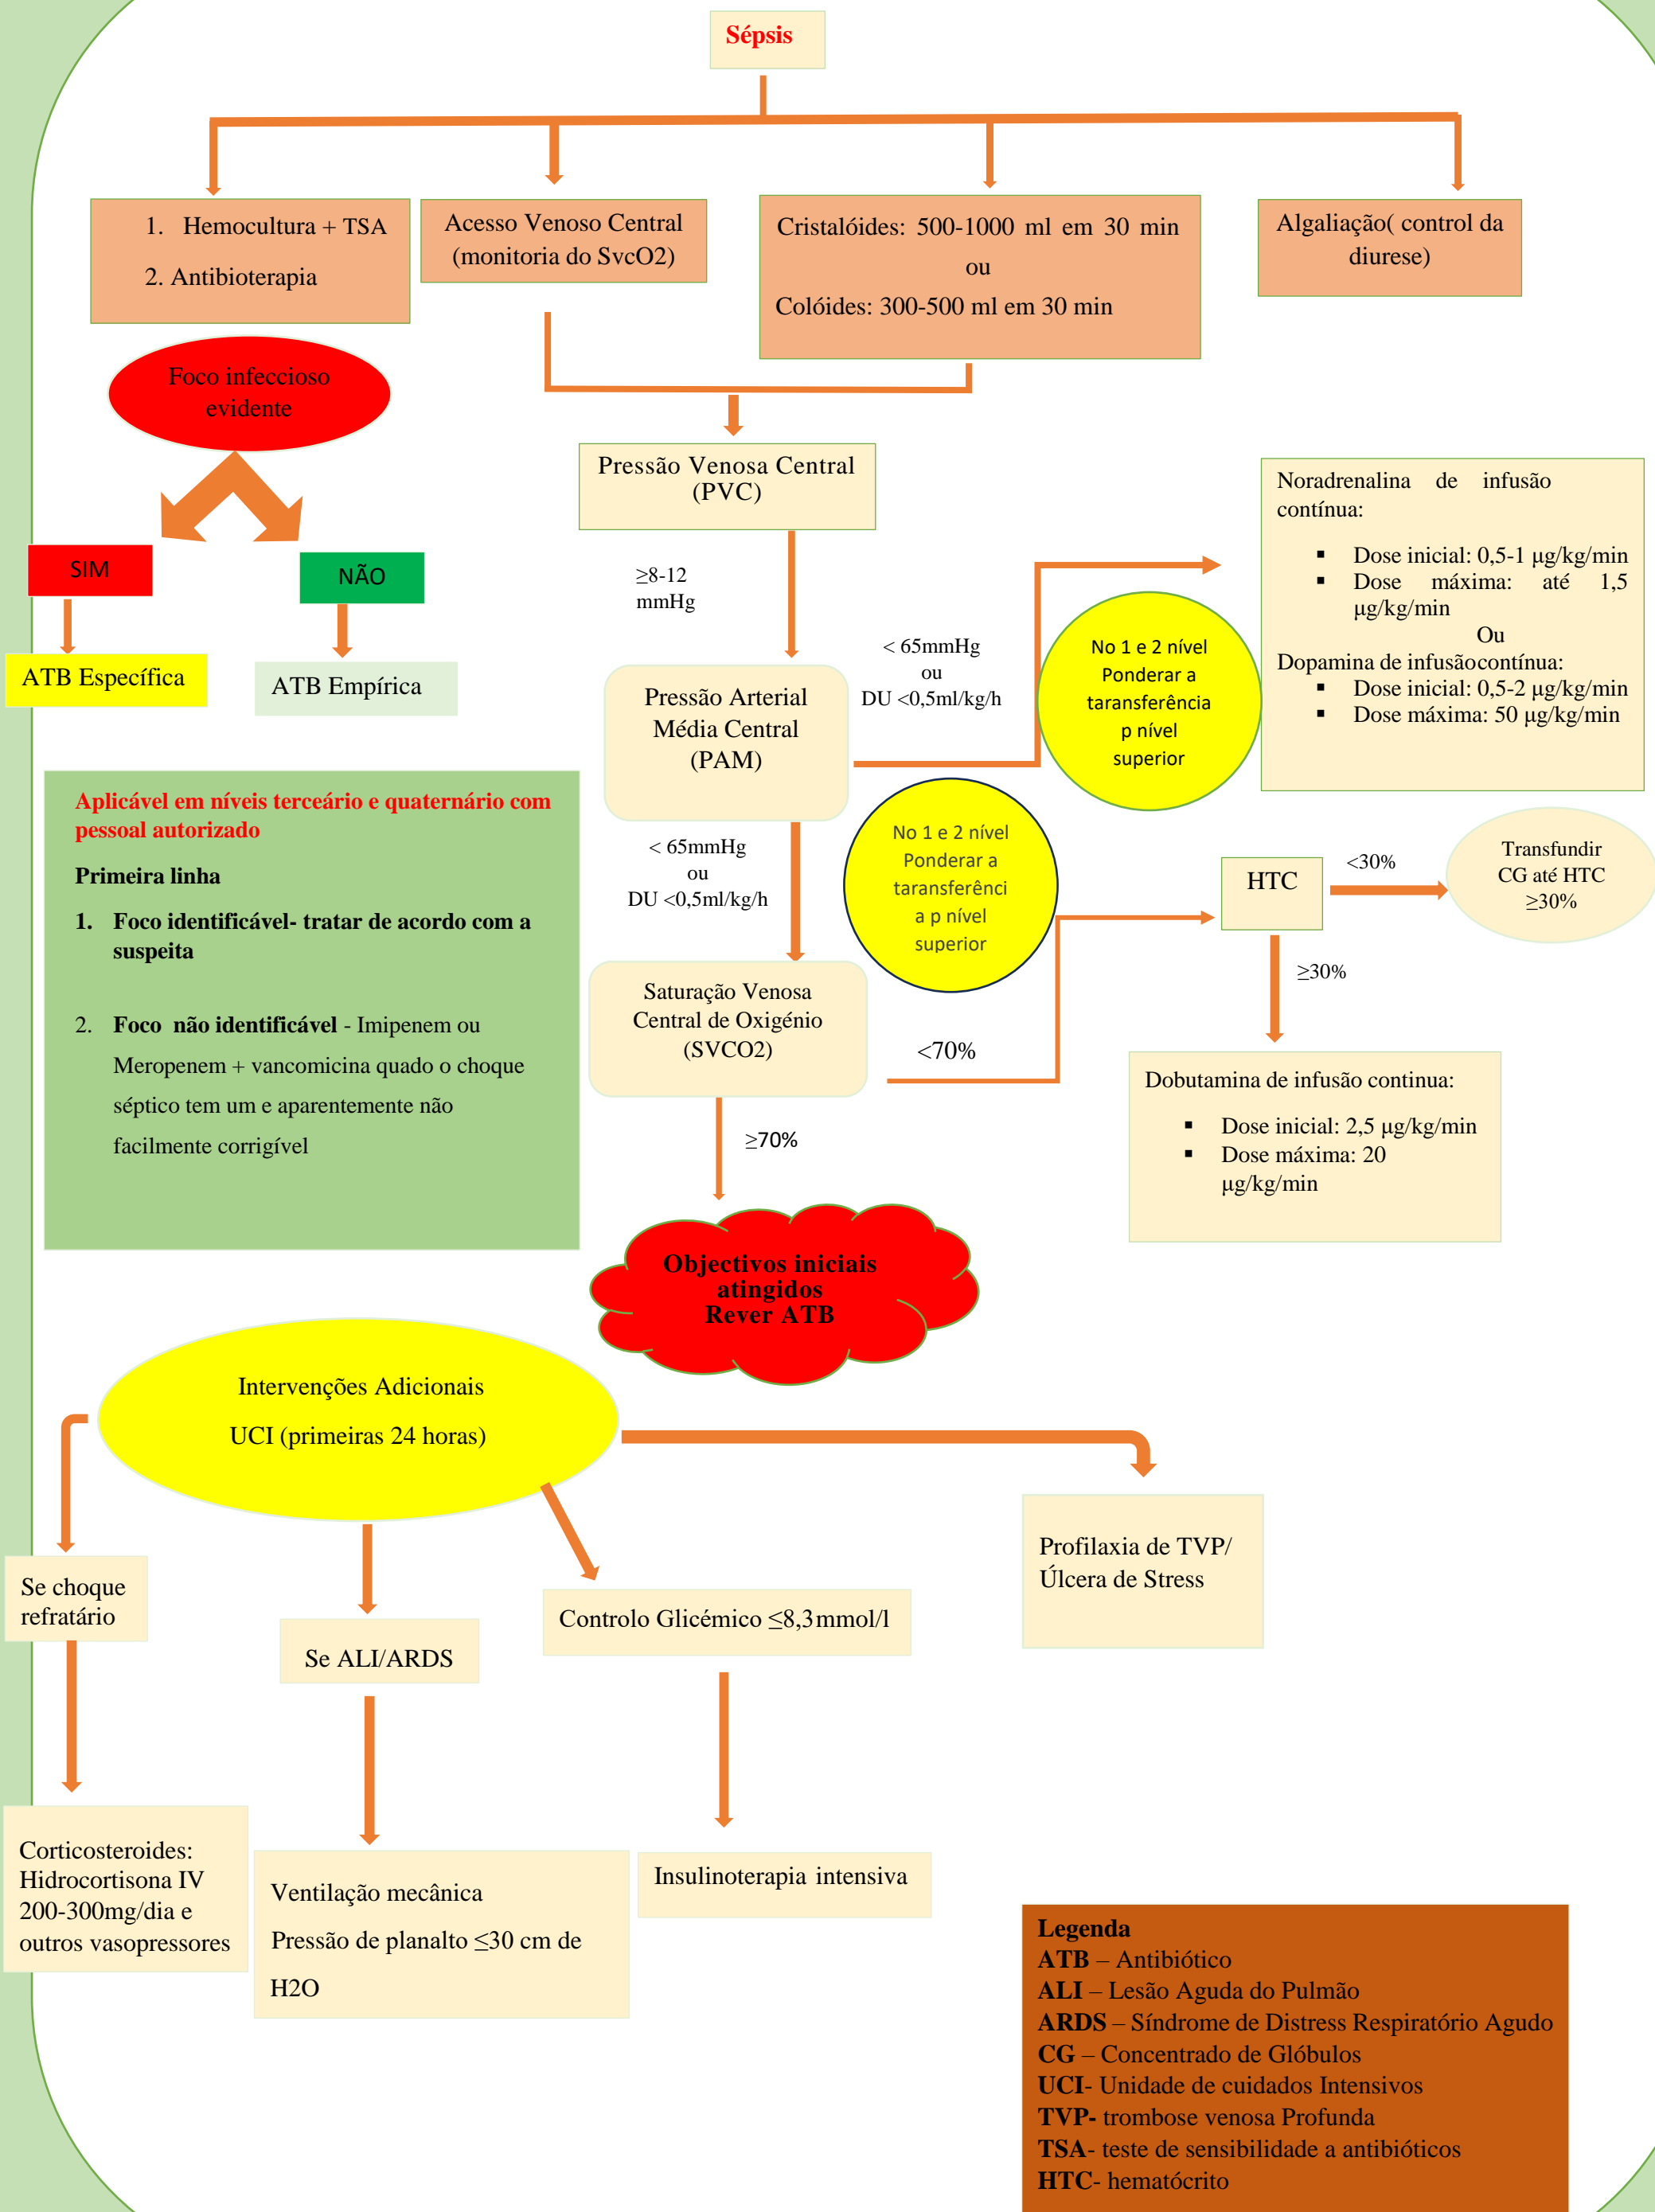 Sépsis
1. Hemocultura + TSA
2. Antibioterapia
Acesso Venoso Central
(monitoria do SvcO2)
Cristalóides: 500-1000 ml em 30 min
ou
Colóides: 300-500 ml em 30 min
Algaliação( control da
diurese)
Foco infeccioso
evidente
SIM
NÃO
ATB Específica
ATB Empírica
Pressão Venosa Central
(PVC)
≥8-12
mmHg
Pressão Arterial
Média Central
(PAM)
< 65mmHg
ou
DU <0,5ml/kg/h
No 1 e 2 nível
Ponderar a
taransferência
p nível
superior
Noradrenalina de infusão
contínua:
▪ Dose inicial: 0,5-1 µg/kg/min
▪ Dose máxima: até 1,5
µg/kg/min
Ou
Dopamina de infusãocontínua:
▪ Dose inicial: 0,5-2 µg/kg/min
▪ Dose máxima: 50 µg/kg/min
Aplicável em níveis terceário e quaternário com
pessoal autorizado
Primeira linha
1. Foco identificável- tratar de acordo com a
suspeita
2. Foco não identificável - Imipenem ou
Meropenem + vancomicina quado o choque
séptico tem um e aparentemente não
facilmente corrigível
< 65mmHg
ou
DU <0,5ml/kg/h
No 1 e 2 nível
Ponderar a
taransferênci
a p nível
superior
Saturação Venosa
Central de Oxigénio
(SVCO2)
<70%
HTC
<30%
Transfundir
CG até HTC
≥30%
≥30%
Dobutamina de infusão continua:
▪ Dose inicial: 2,5 µg/kg/min
▪ Dose máxima: 20
µg/kg/min
≥70%
Objectivos iniciais
atingidos
Rever ATB
Intervenções Adicionais
UCI (primeiras 24 horas)
Se choque
refratário
Se ALI/ARDS
Controlo Glicémico ≤8,3mmol/l
Profilaxia de TVP/
Úlcera de Stress
Corticosteroides:
Hidrocortisona IV
200-300mg/dia e
outros vasopressores
Ventilação mecânica
Pressão de planalto ≤30 cm de
H2O
Insulinoterapia intensiva
Legenda
ATB – Antibiótico
ALI – Lesão Aguda do Pulmão
ARDS – Síndrome de Distress Respiratório Agudo
CG – Concentrado de Glóbulos
UCI- Unidade de cuidados Intensivos
TVP- trombose venosa Profunda
TSA- teste de sensibilidade a antibióticos
HTC- hematócrito